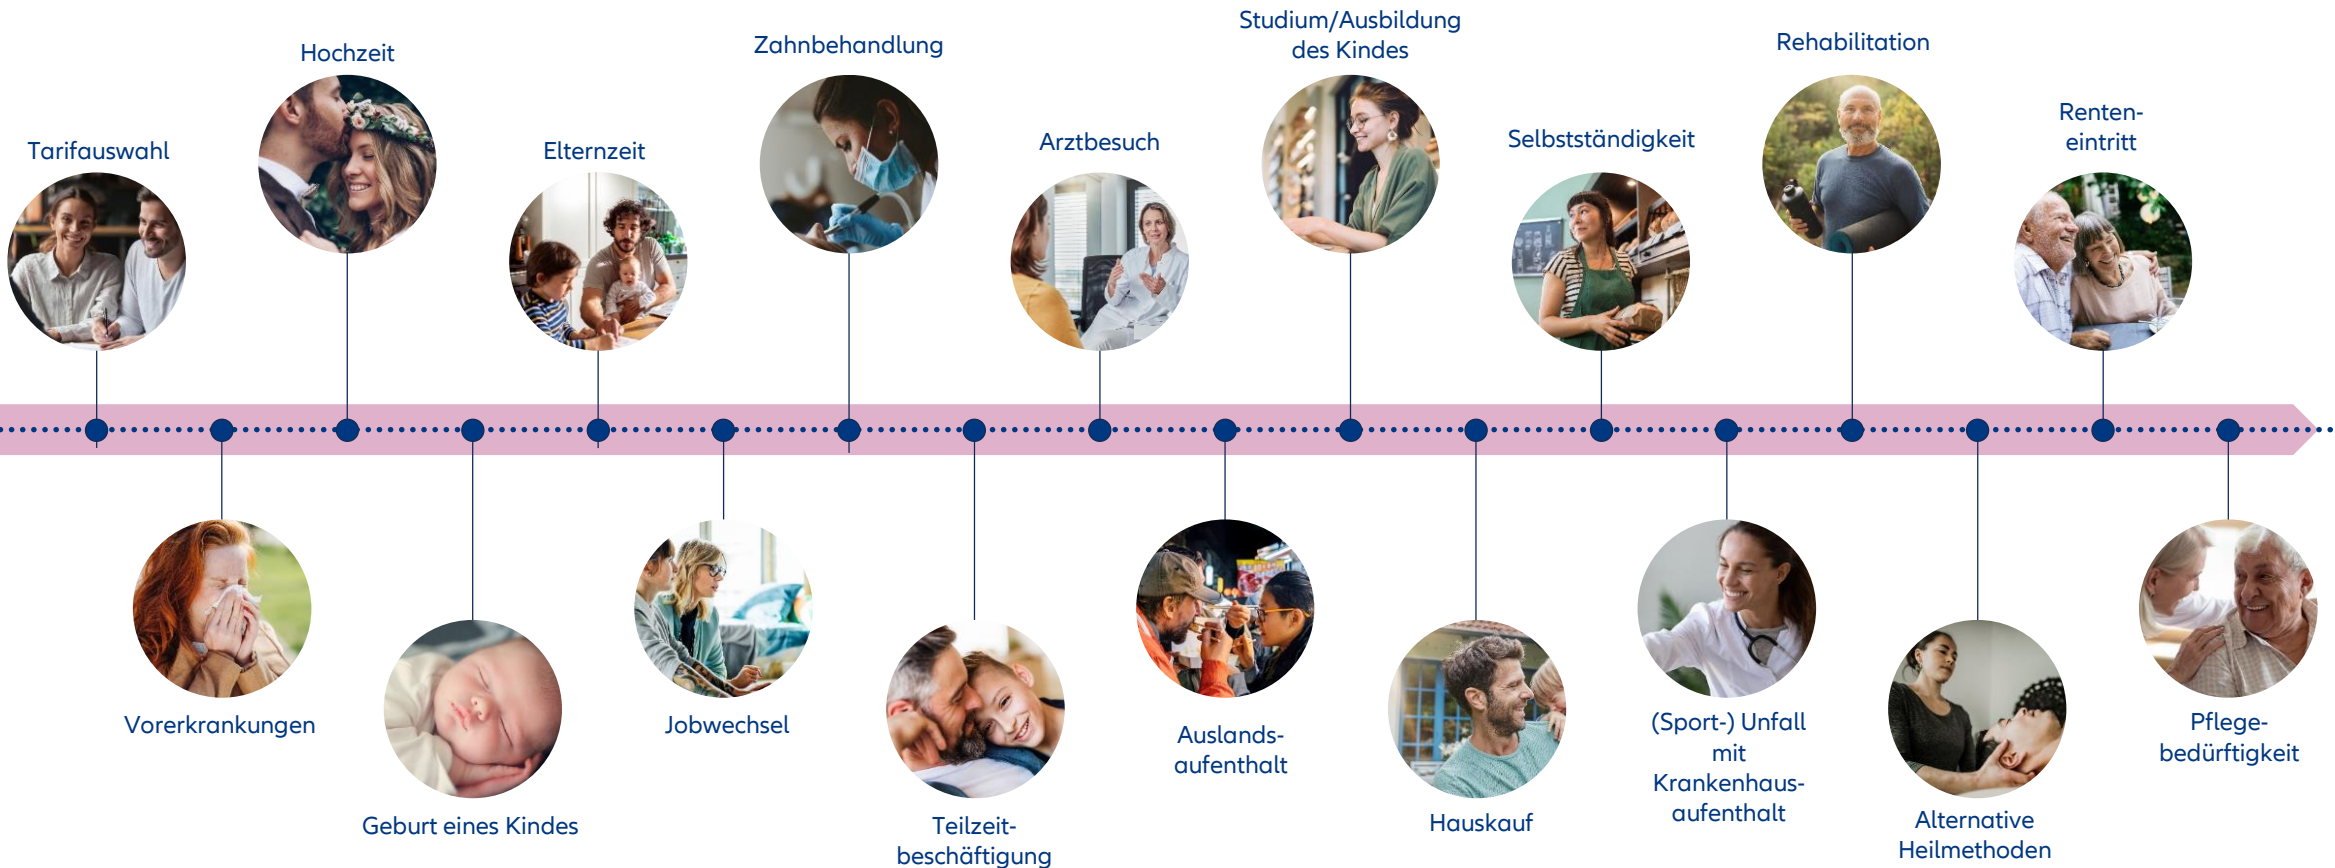 Tarifauswahl
Vorerkrankungen
Hochzeit
Geburt eines Kindes
Elternzeit
Jobwechsel
Zahnbehandlung
Teilzeit-
beschäftigung
Arztbesuch
Auslands-
aufenthalt
Studium/Ausbildung
des Kindes
Hauskauf
Selbstständigkeit
(Sport-) Unfall
mit
Krankenhaus-
aufenthalt
Rehabilitation
Alternative
Heilmethoden
Renten-
eintritt
Pflege-
bedürftigkeit